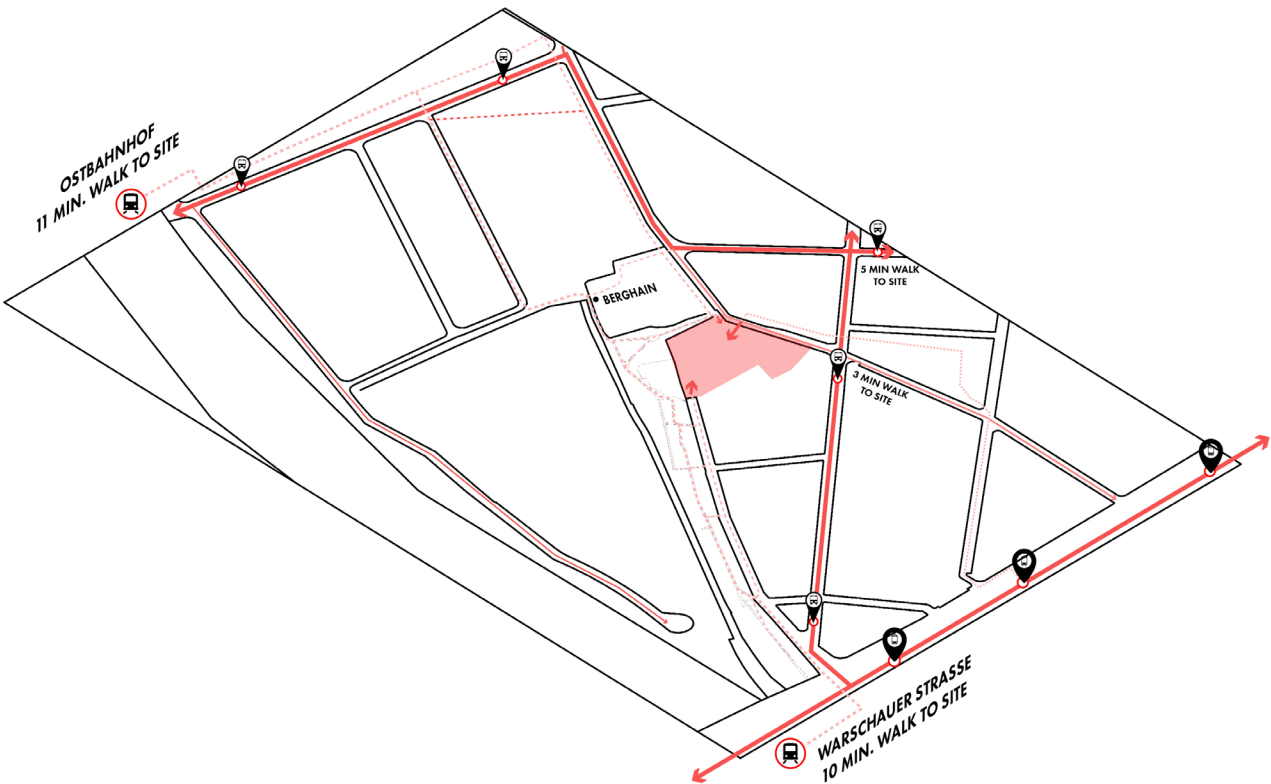 OSTBAHNHOF
11 MIN. WALK TO SITE
5 MIN WALK
TO SITE
BERGHAIN
3 MIN WALK
TO SITE
WARSCHAUER STRASSE
10 MIN. WALK TO SITE